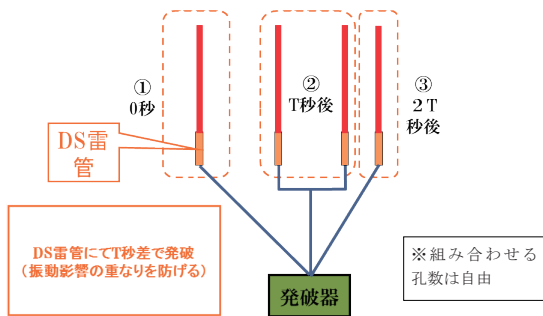 ①
0秒
②
T秒後
③
２T
秒後
DS雷
管
DS雷管にてT秒差で発破
（振動影響の重なりを防げる）
発破器
※組み合わせる
孔数は自由